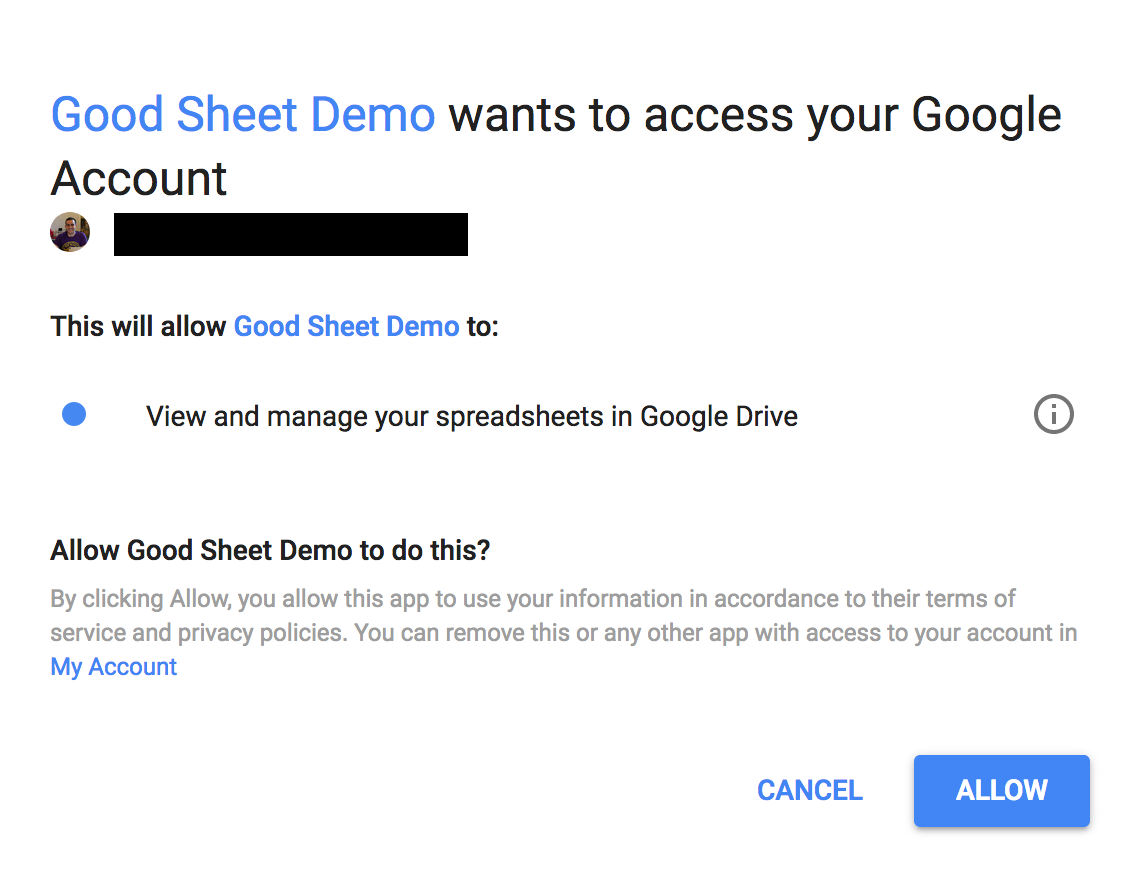 Good Sheet Demo wants to access your Google
Account
This will allow Good Sheet Demo to:
View and manage your spreadsheets in Google Drive
Allow Good Sheet Demo to do this?
By clicking Allow, you allow this app to use your information in accordance to their terms of
service and privacy policies. You can remove this or any other app with access to your account in
My Account
CANCEL
ALLOW